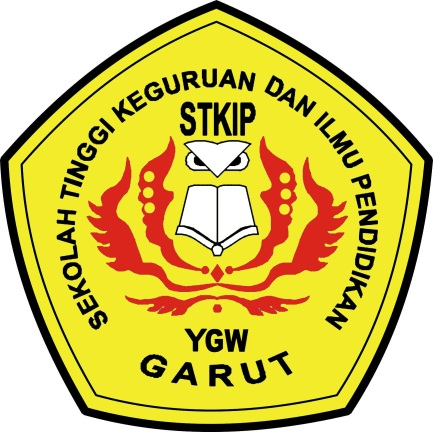 SEKOLAH TINGGI KEGURUAN DAN ILMU PENDIDIKAN
STKIP
YGW
GARUT